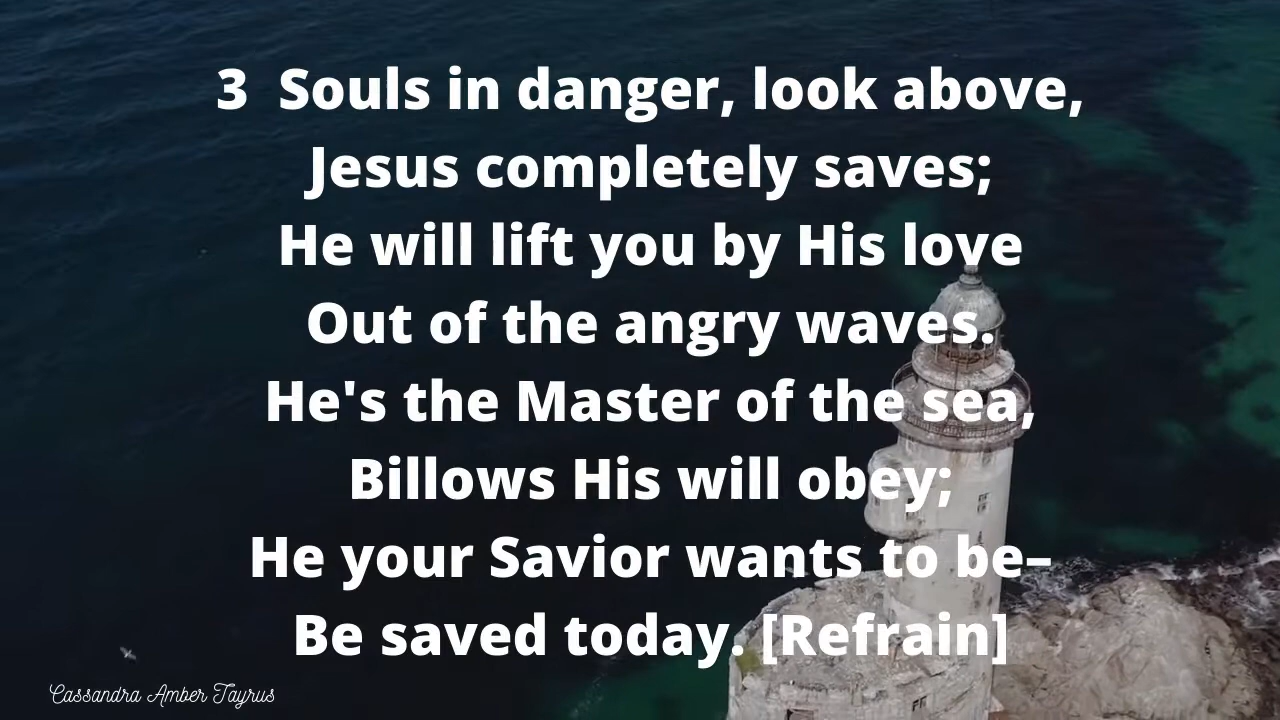 3 Souls in danger, look above,
Jesus completely saves;
He will lift you by His love
Out of the angry waves.
He's the Master of the sea,
Billows His will obey;
He your Savior wants to be–
Be saved today. [Refrain]
Cassandra Amber Tayrus